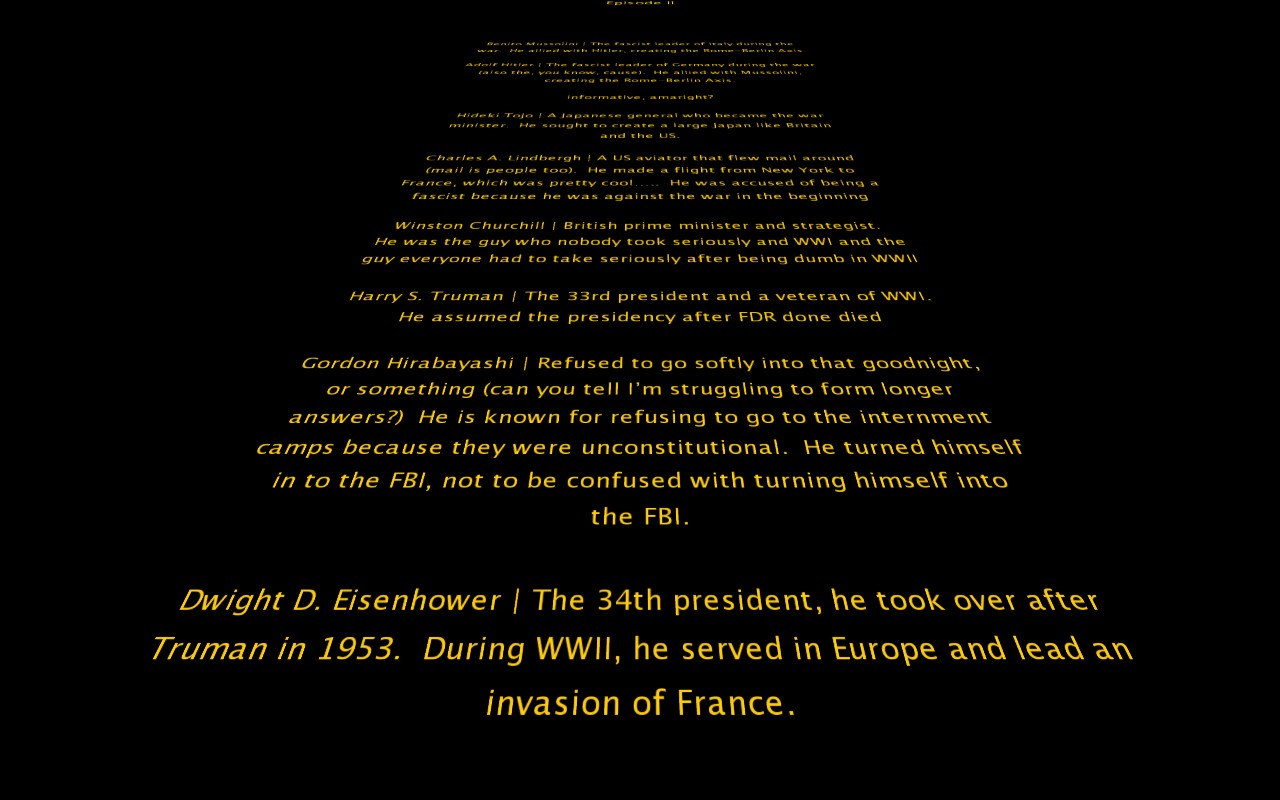 Episode II
Benito Mussolini | The fascist leader of Italy during the
war.  He allied with Hitler, creating the Rome-Berlin Axis
Adolf Hitler | The fascist leader of Germany during the war
(also the, you know, cause).  He allied with Mussolini,
creating the Rome-Berlin Axis.
informative, amaright?
Hideki Tojo | A Japanese general who became the war
minister.  He sought to create a large Japan like Britain
and the US.
Charles A. Lindbergh | A US aviator that flew mail around
(mail is people too).  He made a flight from New York to
France, which was pretty cool.....  He was accused of being a
fascist because he was against the war in the beginning
Winston Churchill | British prime minister and strategist.
He was the guy who nobody took seriously and WWI and the
guy everyone had to take seriously after being dumb in WWII
Harry S. Truman | The 33rd president and a veteran of WWI.
He assumed the presidency after FDR done died
Gordon Hirabayashi | Refused to go softly into that goodnight,
or something (can you tell I'm struggling to form longer
answers?)  He is known for refusing to go to the internment
camps because they were unconstitutional.  He turned himself
in to the FBI, not to be confused with turning himself into
the FBI.
Dwight D. Eisenhower | The 34th president, he took over after
Truman in 1953.  During WWII, he served in Europe and lead an
invasion of France.